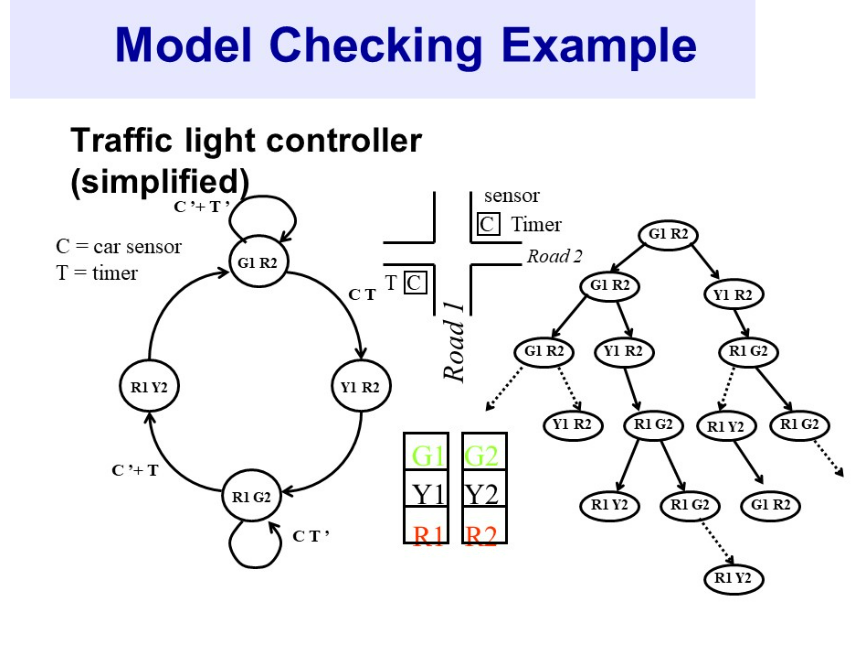 Model Checking Example
Traffic light controller
(simplified)
C ’+ T ’
C = car sensor
T = timer
G1 R2
C T
R1 Y2
Y1 R2
C ’+ T
R1 G2
C T ’
sensor
C Timer
Road 2
T C
Road 1
G1 G2
Y1 Y2
R1 R2
G1 R2
G1 R2
Y1 R2
G1 R2
Y1 R2
R1 G2
Y1 R2
R1 G2
R1 Y2
R1 G2
R1 Y2
R1 G2
G1 R2
R1 Y2